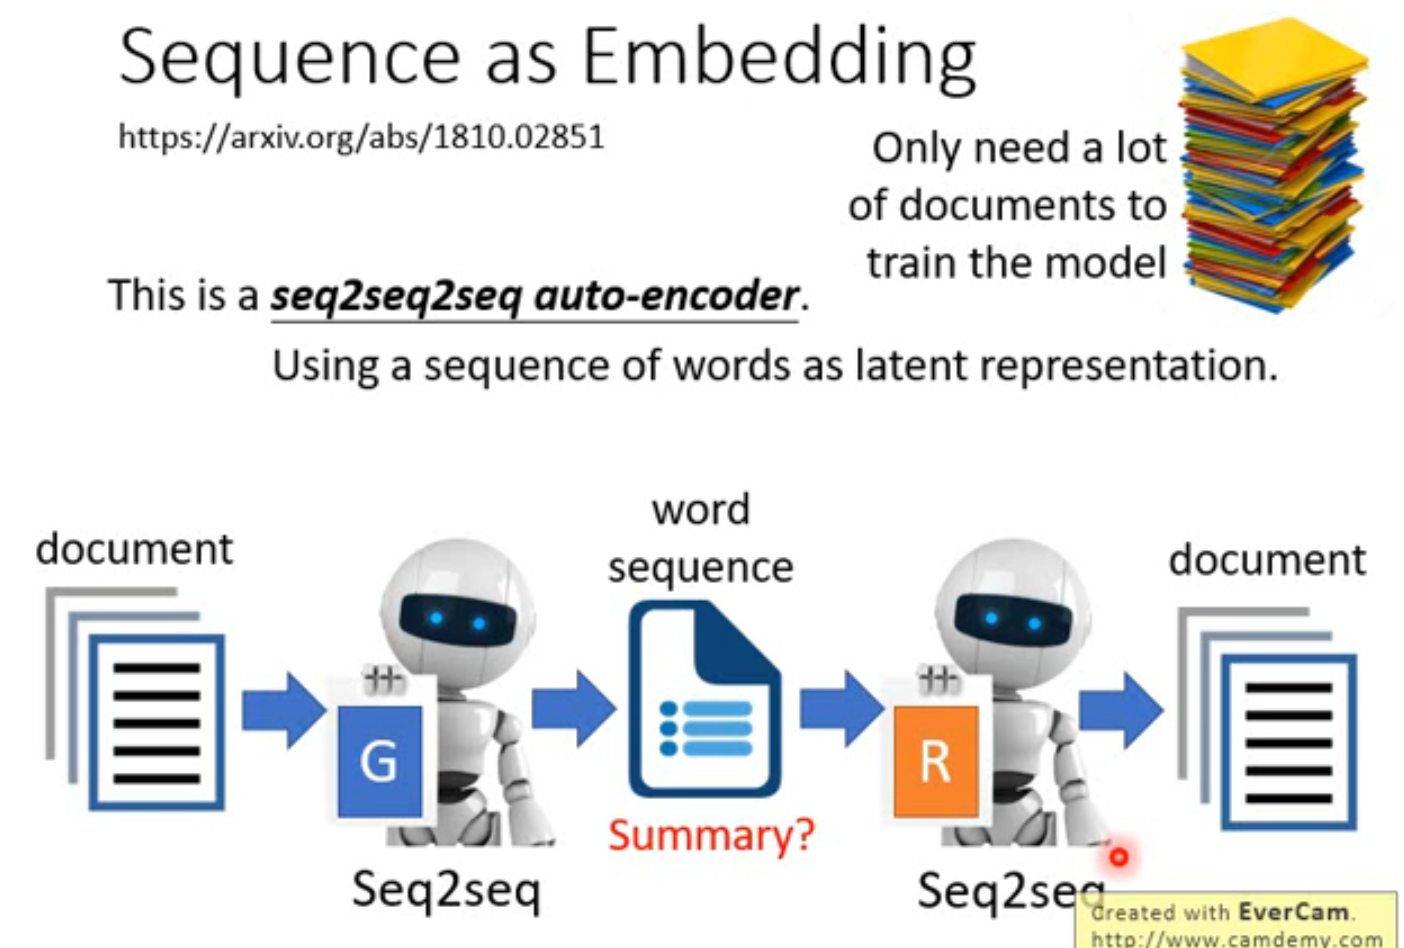 Sequence as Embedding
https://arxiv.org/abs/1810.02851
Only need a lot
of documents to
train the model
This is a seq2seq2seq auto-encoder.
Using a sequence of words as latent representation.
document
word
sequence
document
G
R
Summary?
Seq2seq
Seq2seq
Created with EverCam.
http://www.camdemy.com